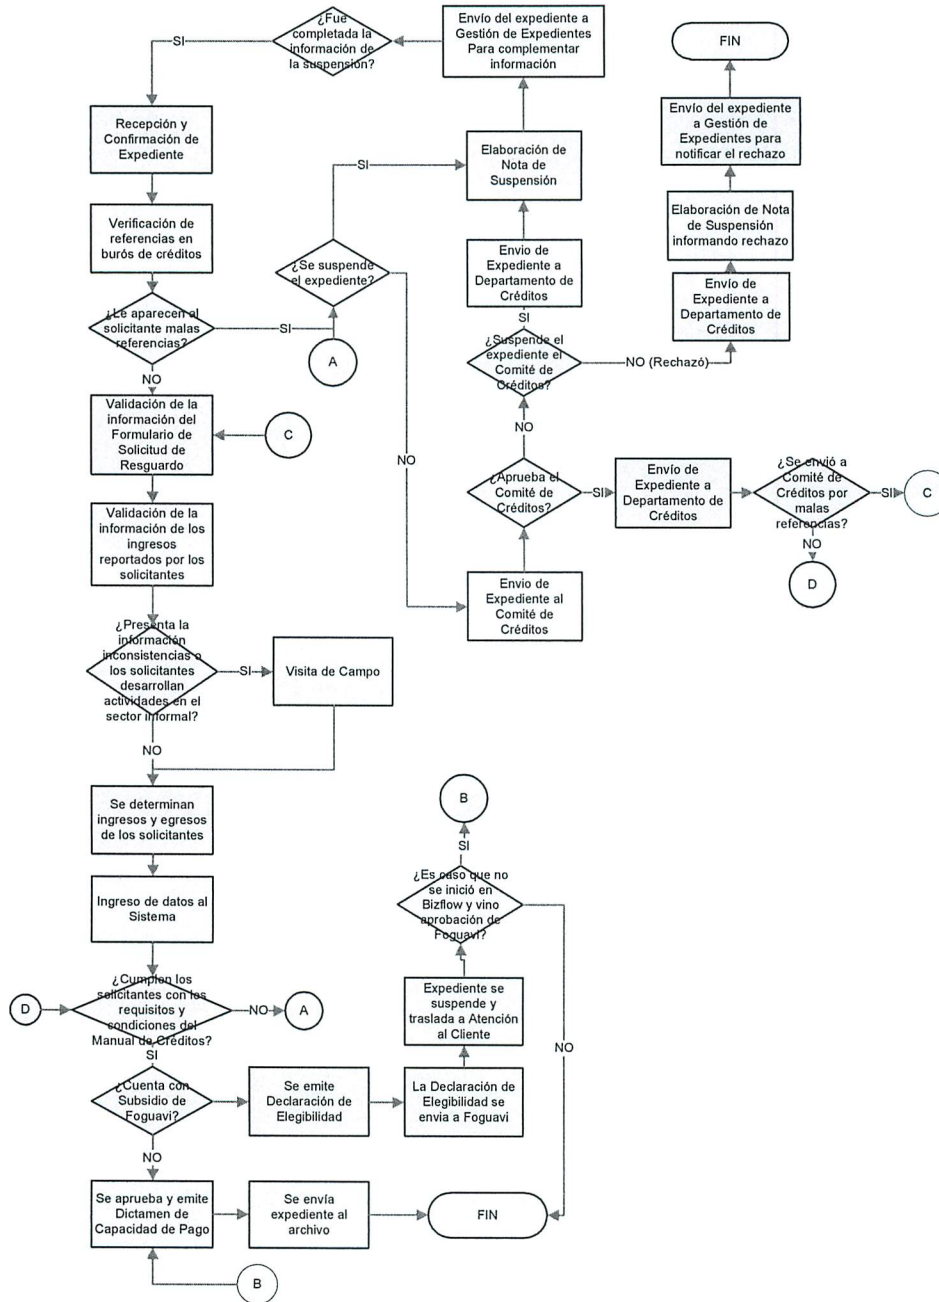 ¿Fue
completada la
información de
la suspensión?
SI
Envío del expediente a
Gestión de Expedientes
Para complementar
información
FIN
Recepción y
Confirmación de
Expediente
Elaboración de
Nota de
Suspensión
Envío del expediente
a Gestión de
Expedientes para
notificar el rechazo
SI
Verificación de
referencias en
burós de créditos
Elaboración de Nota
de Suspensión
informando rechazo
¿Se suspende
el expediente?
Envio de
Expediente a
Departamento de
Créditos
Envío de
Expediente a
Departamento de
Créditos
¿Le aparecen al
solicitante malas
referencias?
SI
A
SI
¿Suspende el
expediente el
Comité de
Créditos?
NO (Rechazó)
NO
Validación de la
información del
Formulario de
Solicitud de
Resguardo
C
NO
NO
¿Aprueba el
Comité de
Créditos?
SI
Envío de
Expediente a
Departamento de
Créditos
¿Se envió a
Comité de
Créditos por
malas
referencias?
SI
C
NO
D
Validación de la
información de los
ingresos
reportados por los
solicitantes
Envio de
Expediente al
Comité de
Créditos
¿Presenta la
información
inconsistencias o
los solicitantes
desarrollan
actividades en el
sector informal?
SI
Visita de Campo
NO
Se determinan
ingresos y egresos
de los solicitantes
B
SI
Ingreso de datos al
Sistema
¿Es caso que no
se inició en
Bizflow y vino
aprobación de
Foguavi?
NO
D
¿Cumplen los
solicitantes con los
requisitos y
condiciones del
Manual de Créditos?
NO
A
Expediente se
suspende y
traslada a Atención
al Cliente
SI
¿Cuenta con
Subsidio de
Foguavi?
Se emite
Declaración de
Elegibilidad
La Declaración de
Elegibilidad se
envia a Foguavi
NO
Se aprueba y emite
Dictamen de
Capacidad de Pago
Se envía
expediente al
archivo
FIN
B